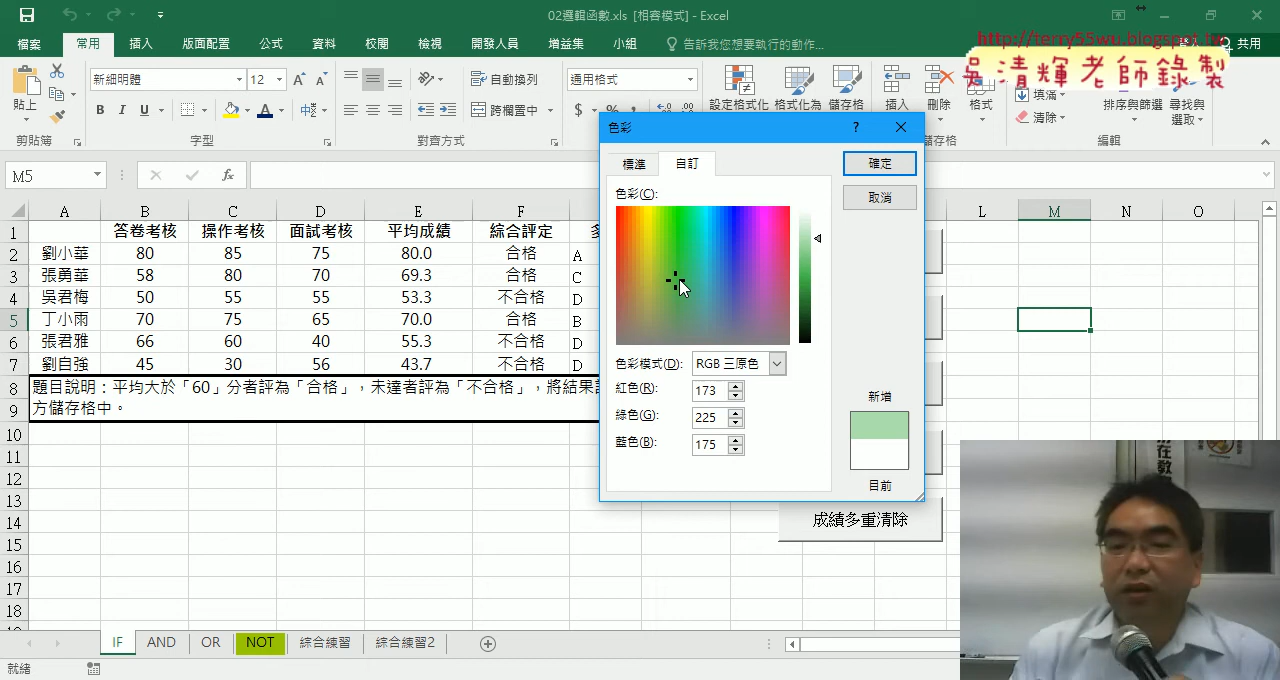 02邏輯函數.xls [相容模式] - Excel
檔案 常用 插入 版面配置 公式 資料 校閱 檢視 開發人員 增益集 小組 告訴我您想要執行的動作... 共用
http://terry55wu.blogspot.tw
吳清輝老師錄製
新細明體 12 自動換列 通用格式
貼上 B I U 中 跨欄置中 $ % , 設定格式化 格式化為 儲存格 插入 刪除 格式 填滿 清除 排序與篩選 尋找與
選取
剪貼簿 字型 對齊方式 儲存格 編輯
M5 fx
A B C D E F L M N O
1 答卷考核 操作考核 面試考核 平均成績 綜合評定 多
2 劉小華 80 85 75 80.0 合格 A
3 張勇華 58 80 70 69.3 合格 C
4 吳君梅 50 55 55 53.3 不合格 D
5 丁小雨 70 75 65 70.0 合格 B
6 張君雅 66 60 40 55.3 不合格 D
7 劉自強 45 30 56 43.7 不合格 D
8 題目說明：平均大於「60」分者評為「合格」，未達者評為「不合格」，將結果
9 方儲存格中。
10
11
12
13
14
15
16
17
18
色彩 ?
標準 自訂
確定
取消
色彩(C):
色彩模式(D): RGB 三原色
紅色(R): 173
綠色(G): 225
藍色(B): 175
新增
目前
成績多重清除
IF AND OR NOT 綜合練習 綜合練習2
就緒